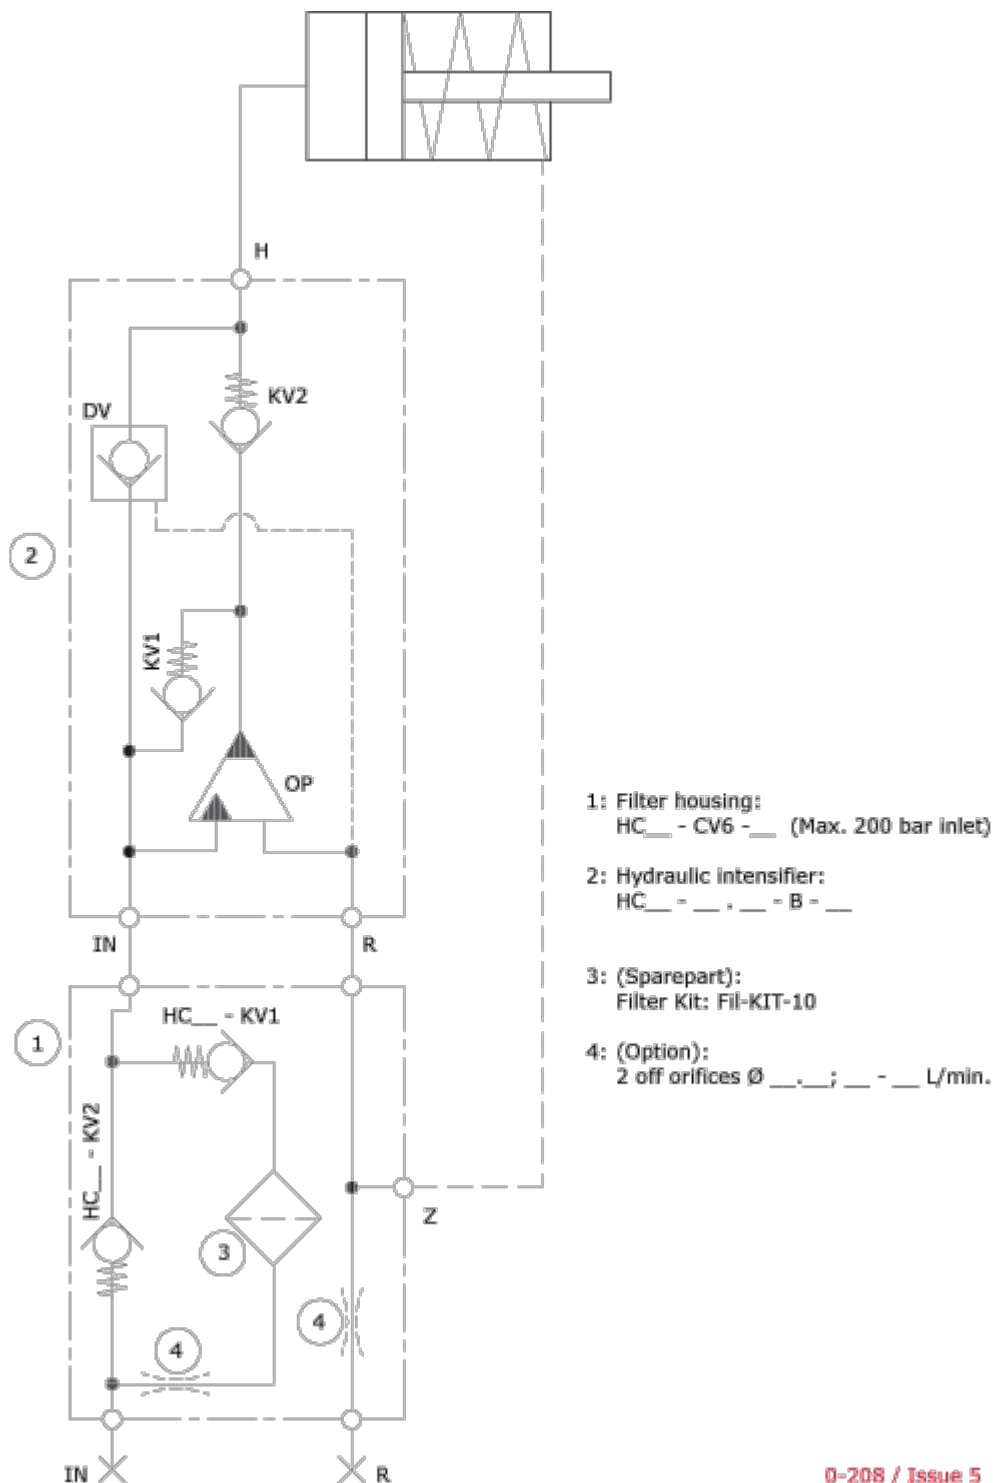 H
KV2
DV
2
KV1
OP
IN
R
1: Filter housing:
HC__ - CV6 -__ (Max. 200 bar inlet)
2: Hydraulic intensifier:
HC__ - __ . __ - B - __
3: (Sparepart):
Filter Kit: Fil-KIT-10
4: (Option):
2 off orifices Ø __.__; __ - __ L/min.
1
HC__ - KV1
HC__ - KV2
3
Z
4
4
IN
R
0-208 / Issue 5